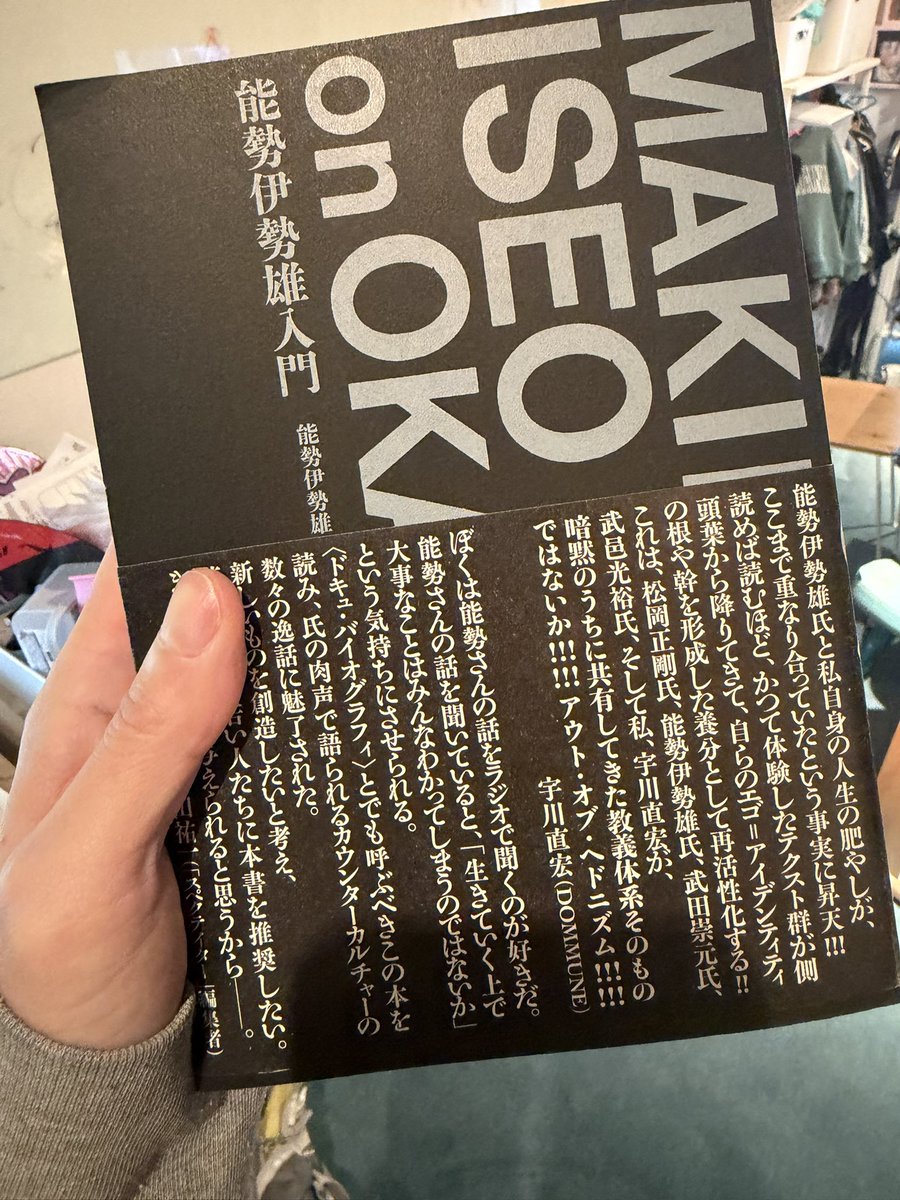 MAKI
ISEO
on OKA
能勢伊勢雄入門
能勢伊勢雄
能勢伊勢雄氏と私自身の人生の肥やしが、
ここまで重なり合っていたという事実に昇天!!!
読めば読むほど、かつて体験したテクスト群が側
頭葉から降りてきて、自らのエゴ=アイデンティティ
の根や幹を形成した養分として再活性化する!!
これは、松岡正剛氏、能勢伊勢雄氏、武田崇元氏、
武邑光裕氏、そして私、宇川直宏が、
暗黙のうちに共有してきた教義体系そのもの
ではないか!!!! アウト・オブ・ヘドニズム!!!!
宇川直宏(DOMMUNE)
ぼくは能勢さんの話をラジオで聞くのが好きだ。
能勢さんの話を聞いていると、「生きていく上で
大事なことはみんなわかってしまうのではないか」
という気持ちにさせられる。
〈ドキュ・バイオグラフィ〉とでも呼ぶべきこの本を
読み、氏の肉声で語られるカウンターカルチャーの
数々の逸話に魅了された。
新しいものを創造したいと考え、
若い人たちに本書を推奨したい。
与えられると思うから——。
祐 (「スペクテイター」編集者)